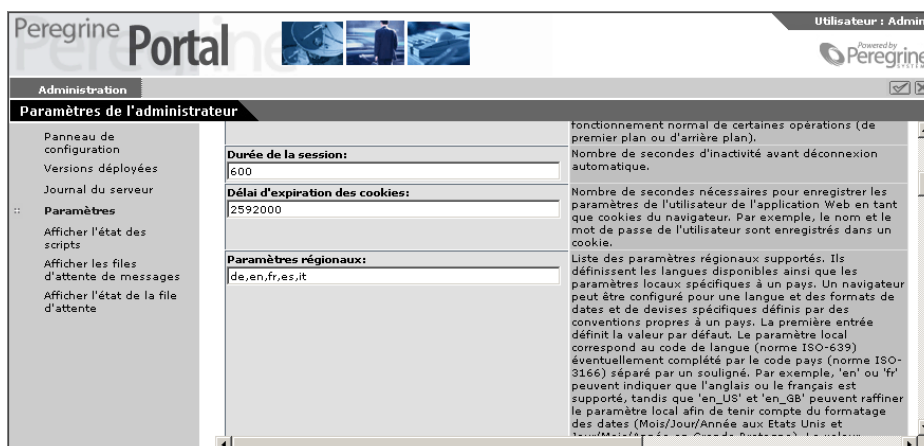 Peregrine Portal
Utilisateur : Admin
Powered by
Peregrine
SYSTEMS
Administration
Paramètres de l'administrateur
Panneau de
configuration
Versions déployées
Journal du serveur
Paramètres
Afficher l'état des
scripts
Afficher les files
d'attente de messages
Afficher l'état de la file
d'attente
fonctionnement normal de certaines opérations (de
premier plan ou d'arrière plan).
Durée de la session:
600
Nombre de secondes d'inactivité avant déconnexion
automatique.
Délai d'expiration des cookies:
2592000
Nombre de secondes nécessaires pour enregistrer les
paramètres de l'utilisateur de l'application Web en tant
que cookies du navigateur. Par exemple, le nom et le
mot de passe de l'utilisateur sont enregistrés dans un
cookie.
Paramètres régionaux:
de,en,fr,es,it
Liste des paramètres régionaux supportés. Ils
définissent les langues disponibles ainsi que les
paramètres locaux spécifiques à un pays. Un navigateur
peut être configuré pour une langue et des formats de
dates et de devises spécifiques définis par des
conventions propres à un pays. La première entrée
définit la valeur par défaut. Le paramètre local
correspond au code de langue (norme ISO-639)
éventuellement complété par le code pays (norme ISO-
3166) séparé par un souligné. Par exemple, 'en' ou 'fr'
peuvent indiquer que l'anglais ou le français est
supporté, tandis que 'en_US' et 'en_GB' peuvent raffiner
le paramètre local afin de tenir compte du formatage
des dates (Mois/Jour/Année aux Etats Unis et
Jour/Mois/Année en Grande Bretagne). La valeur